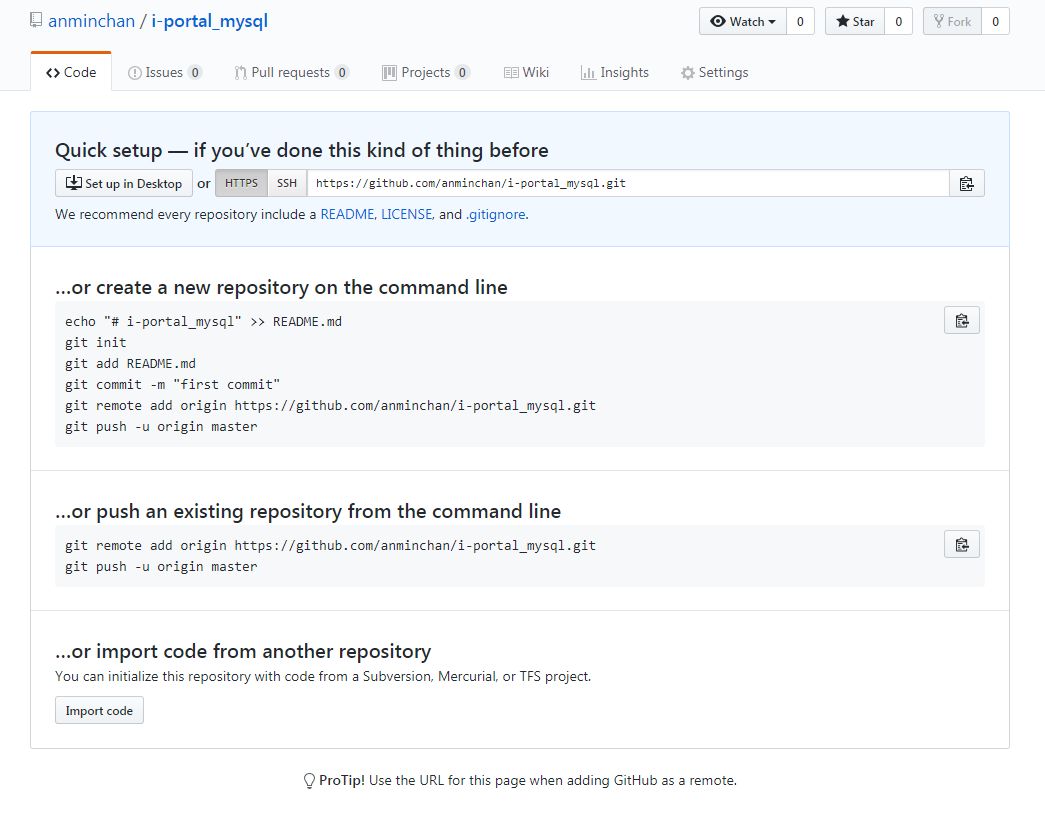 anminchan / i-portal_mysql
Watch 0 Star 0 Fork 0
Code Issues 0 Pull requests 0 Projects 0 Wiki Insights Settings
Quick setup — if you’ve done this kind of thing before
Set up in Desktop or HTTPS SSH https://github.com/anminchan/i-portal_mysql.git
We recommend every repository include a README, LICENSE, and .gitignore.
…or create a new repository on the command line
echo "# i-portal_mysql" >> README.md
git init
git add README.md
git commit -m "first commit"
git remote add origin https://github.com/anminchan/i-portal_mysql.git
git push -u origin master
…or push an existing repository from the command line
git remote add origin https://github.com/anminchan/i-portal_mysql.git
git push -u origin master
…or import code from another repository
You can initialize this repository with code from a Subversion, Mercurial, or TFS project.
Import code
ProTip! Use the URL for this page when adding GitHub as a remote.